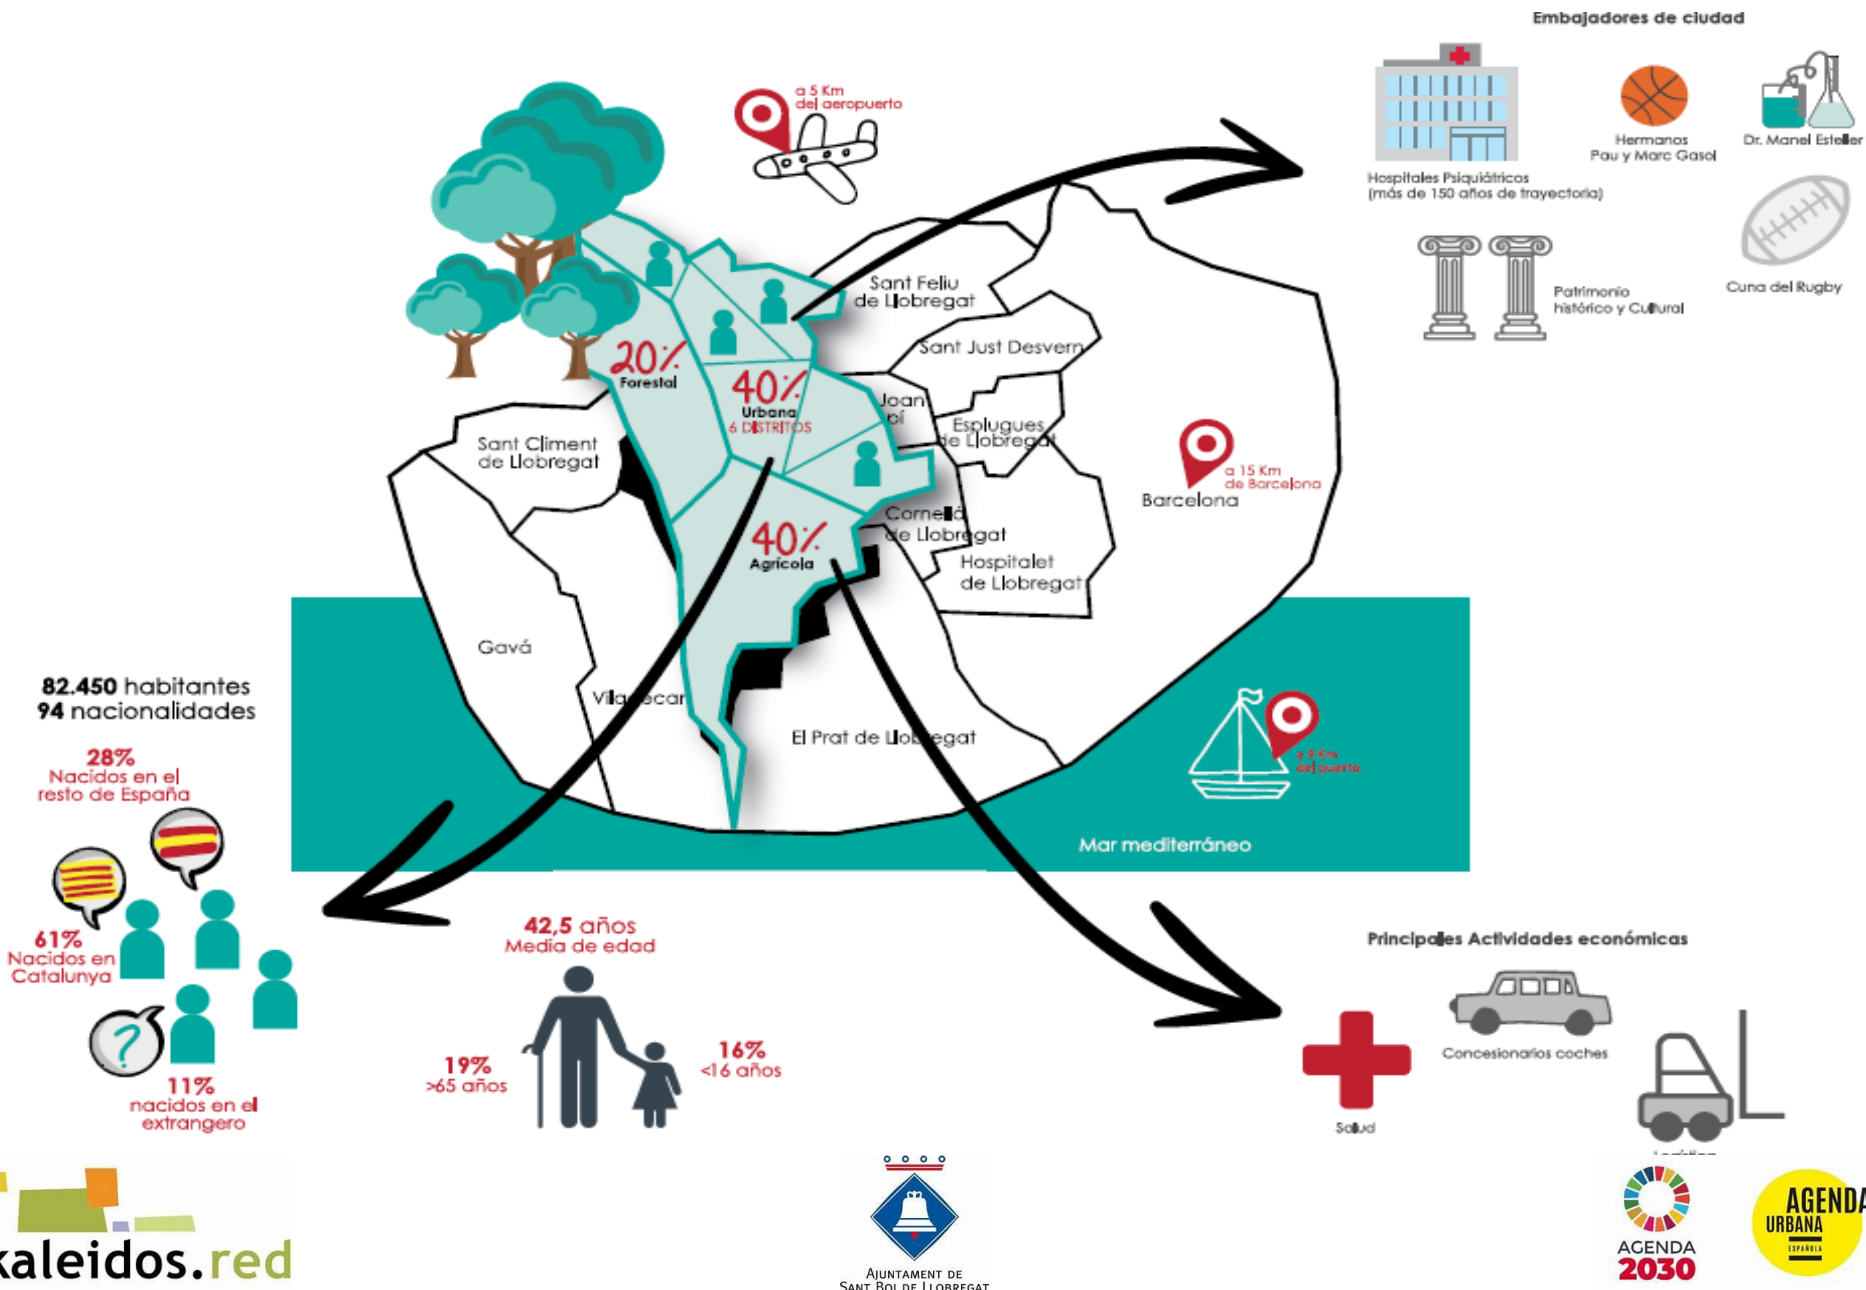 Embajadores de ciudad
Hospitales Psiquiátricos
(más de 150 años de trayectoria)
Hermanos
Pau y Marc Gasol
Dr. Manel Esteller
Patrimonio
histórico y Cultural
Cuna del Rugby
a 5 Km
del aeropuerto
Sant Feliu
de Llobregat
Sant Just Desvern
20%
Forestal
40%
Urbana
6 DISTRITOS
Joan
Esplugues
de Llobregat
Sant Climent
de Llobregat
a 15 Km
de Barcelona
Barcelona
Cornellá
de Llobregat
40%
Agrícola
Hospitalet
de Llobregat
Gavá
El Prat de Llobregat
a 9 Km
del puerto
Mar mediterráneo
82.450 habitantes
94 nacionalidades
28%
Nacidos en el
resto de España
61%
Nacidos en
Catalunya
?
11%
nacidos en el
extrangero
42,5 años
Media de edad
19%
>65 años
16%
<16 años
Principales Actividades económicas
Concesionarios coches
Salud
kaleidos.red
AJUNTAMENT DE
SANT BOI DE LLOBREGAT
AGENDA
2030
AGENDA
URBANA
ESPAÑOLA